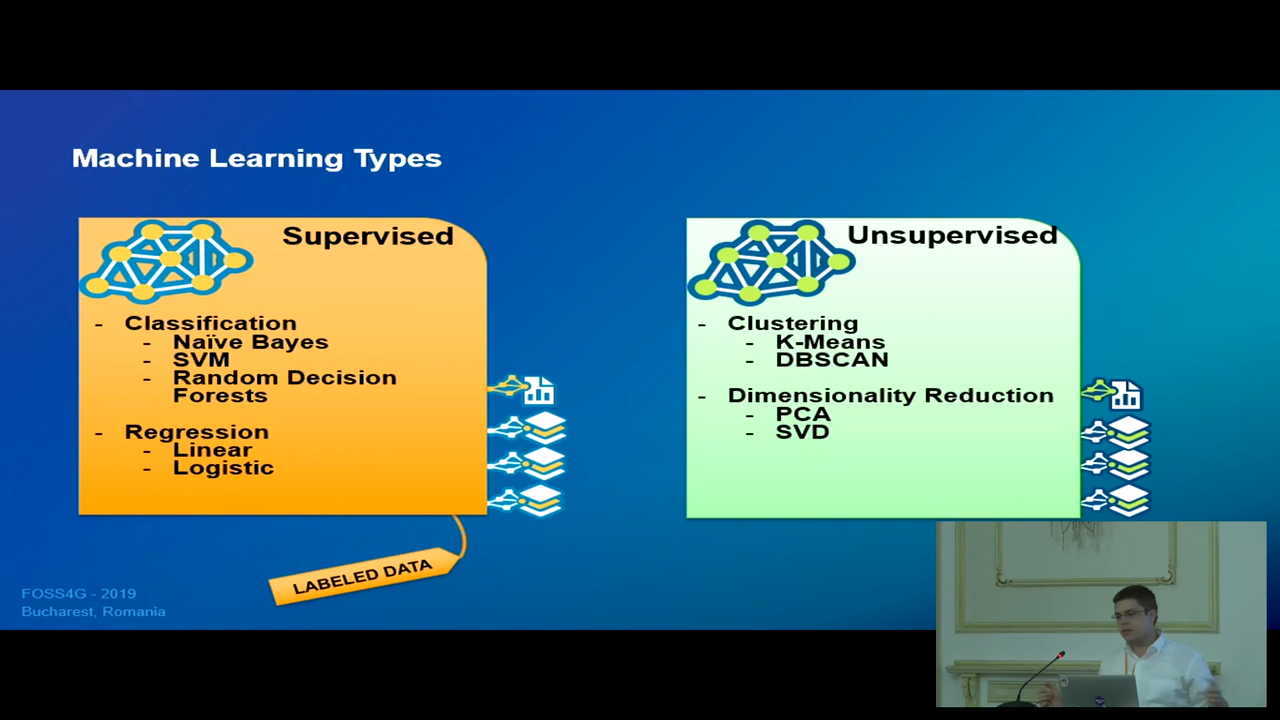 Machine Learning Types
Supervised
- Classification
- Naïve Bayes
- SVM
- Random Decision
Forests
- Regression
- Linear
- Logistic
LABELED DATA
Unsupervised
- Clustering
- K-Means
- DBSCAN
- Dimensionality Reduction
- PCA
- SVD
FOSS4G - 2019
Bucharest, Romania